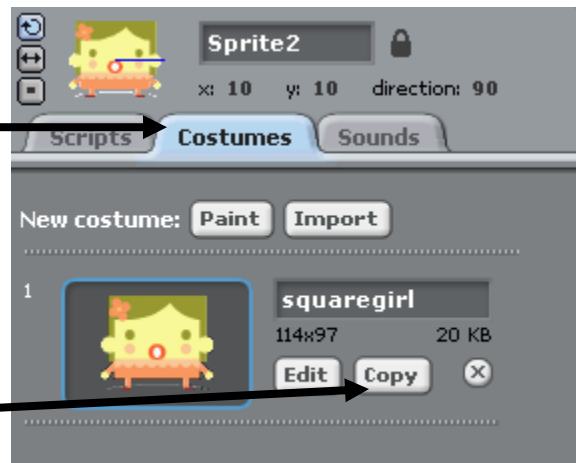 Sprite2
x: 10 y: 10 direction: 90
Scripts Costumes Sounds
New costume: Paint Import
1
squaregirl
114x97 20 KB
Edit Copy